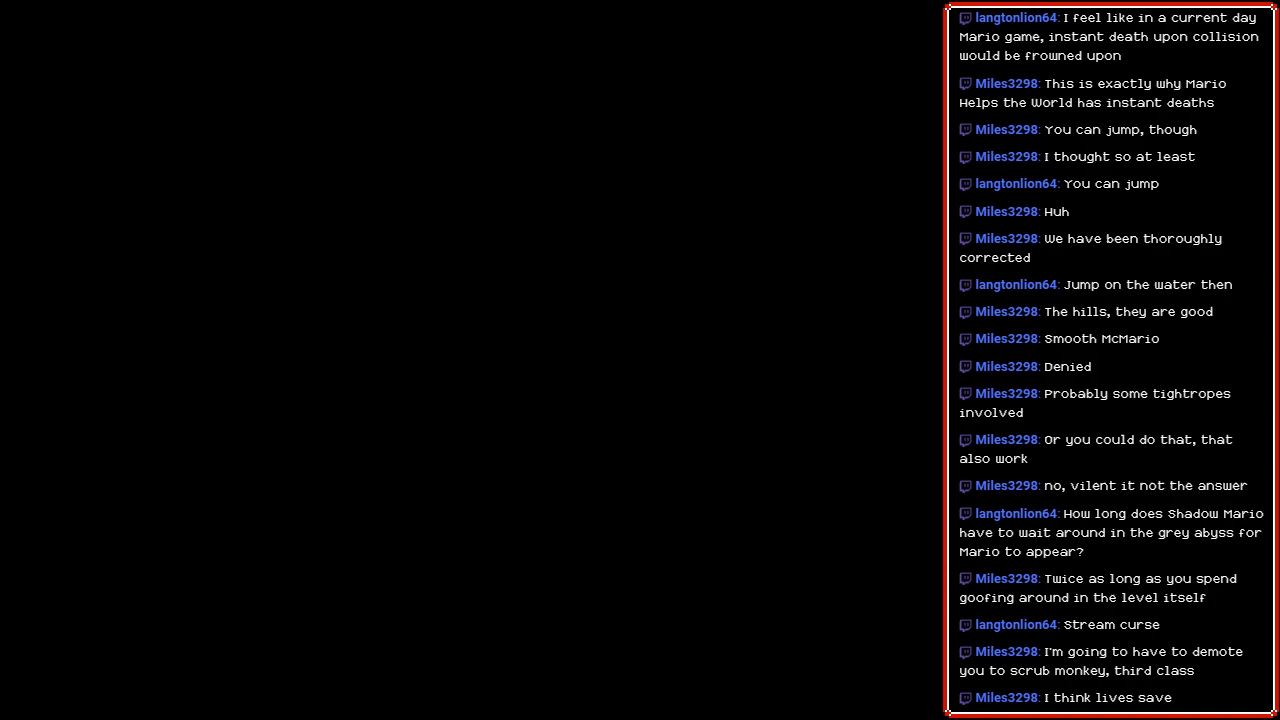 langtonlion64: I feel like in a current day
Mario game, instant death upon collision
would be frowned upon
Miles3298: This is exactly why Mario
Helps the World has instant deaths
Miles3298: You can jump, though
Miles3298: I thought so at least
langtonlion64: You can jump
Miles3298: Huh
Miles3298: We have been thoroughly
corrected
langtonlion64: Jump on the water then
Miles3298: The hills, they are good
Miles3298: Smooth McMario
Miles3298: Denied
Miles3298: Probably some tightropes
involved
Miles3298: Or you could do that, that
also work
Miles3298: no, vilent it not the answer
langtonlion64: How long does Shadow Mario
have to wait around in the grey abyss for
Mario to appear?
Miles3298: Twice as long as you spend
goofing around in the level itself
langtonlion64: Stream curse
Miles3298: I'm going to have to demote
you to scrub monkey, third class
Miles3298: I think lives save